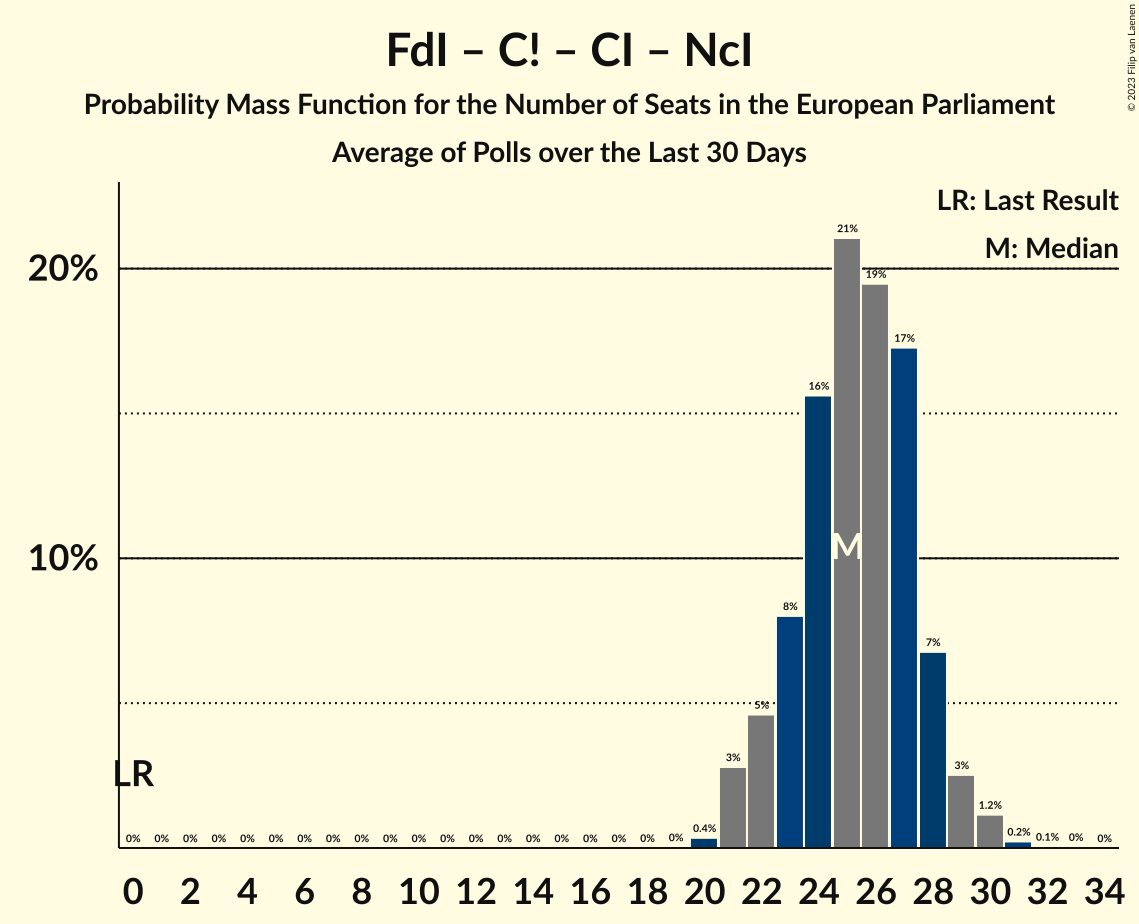 FdI – C! – CI – NcI
Probability Mass Function for the Number of Seats in the European Parliament
Average of Polls over the Last 30 Days
© 2023 Filip van Laenen
LR: Last Result
M: Median
20%
10%
21%
19%
17%
16%
M
8%
7%
5%
LR
3%
3%
1.2%
0% 0% 0% 0% 0% 0% 0% 0% 0% 0% 0% 0% 0% 0% 0% 0% 0% 0% 0% 0% 0.4% 0.2% 0.1% 0% 0%
0 2 4 6 8 10 12 14 16 18 20 22 24 26 28 30 32 34